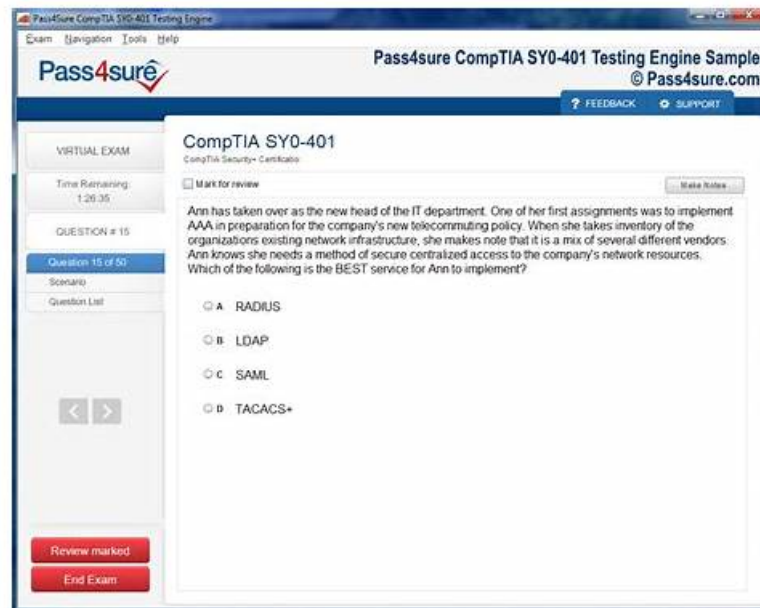 Pass4Sure CompTIA SY0-401 Testing Engine
Exam Navigation Tools Help
Pass4surê
Pass4sure CompTIA SY0-401 Testing Engine Sample
© Pass4sure.com
? FEEDBACK SUPPORT
VIRTUAL EXAM
Time Remaining:
1:26:35
QUESTION # 15
Question 15 of 50
Scenario
Question List
CompTIA SY0-401
CompTIA Security+ Certificatio
Mark for review
Make Notes
Ann has taken over as the new head of the IT department. One of her first assignments was to implement
AAA in preparation for the company's new telecommuting policy. When she takes inventory of the
organizations existing network infrastructure, she makes note that it is a mix of several different vendors.
Ann knows she needs a method of secure centralized access to the company's network resources.
Which of the following is the BEST service for Ann to implement?
A RADIUS
B LDAP
C SAML
D TACACS+
Review marked
End Exam